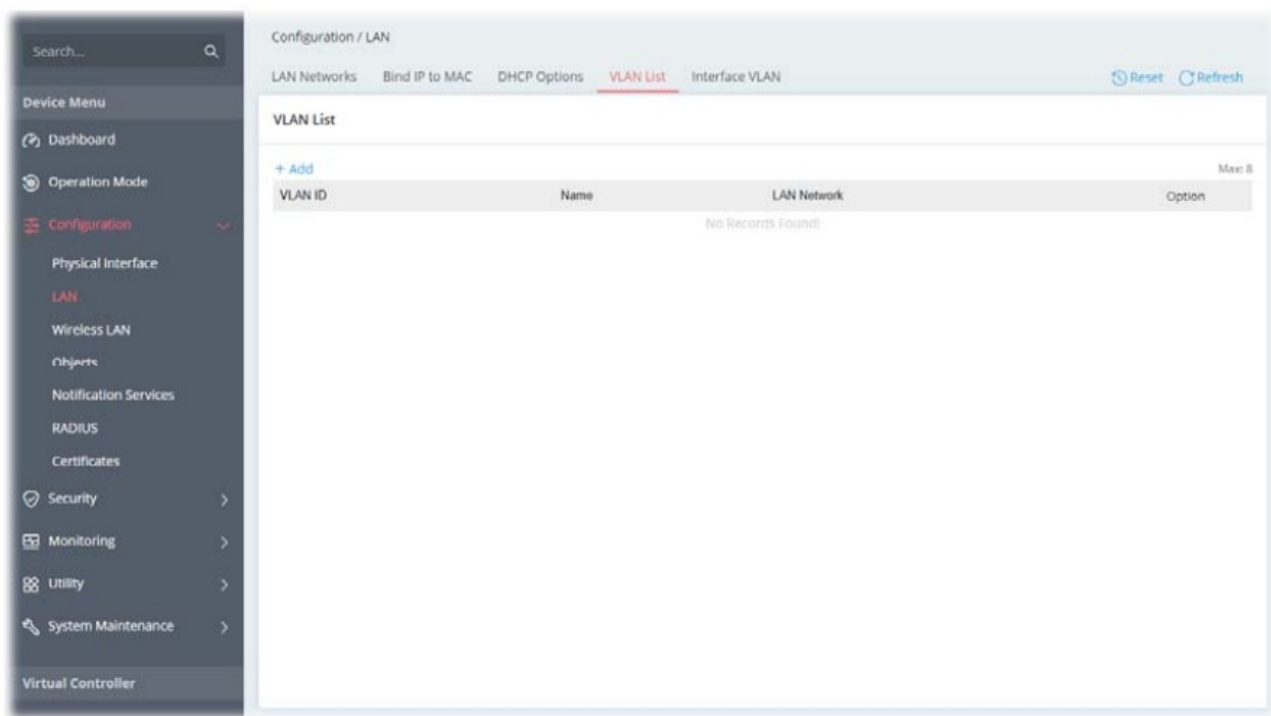 Search...
Device Menu
Dashboard
Operation Mode
Configuration
Physical Interface
LAN
Wireless LAN
Objects
Notification Services
RADIUS
Certificates
Security
Monitoring
Utility
System Maintenance
Virtual Controller
Configuration / LAN
LAN Networks Bind IP to MAC DHCP Options VLAN List Interface VLAN Reset Refresh
VLAN List
+ Add Max: 8
VLAN ID Name LAN Network Option
No Records Found!